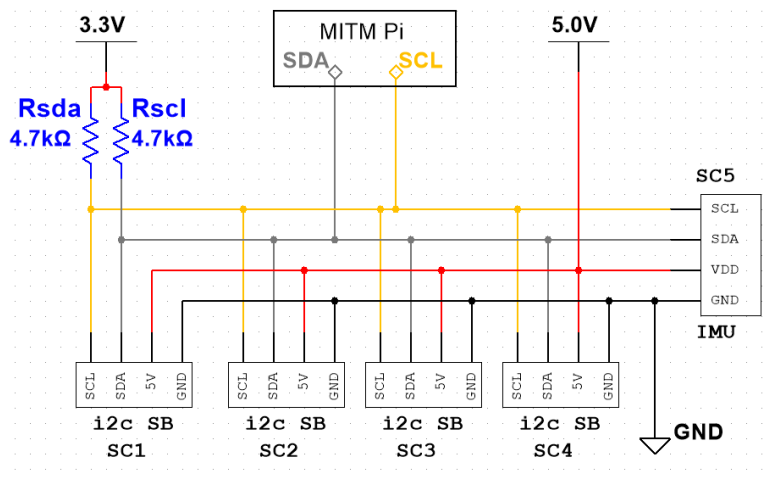 3.3V
MITM Pi
5.0V
SDA
SCL
Rsda
Rscl
4.7kΩ
4.7kΩ
SC5
SCL
SDA
VDD
GND
IMU
SCL
SDA
5V
GND
SCL
SDA
5V
GND
SCL
SDA
5V
GND
SCL
SDA
5V
GND
i2c SB
SC1
i2c SB
SC2
i2c SB
SC3
i2c SB
SC4
GND